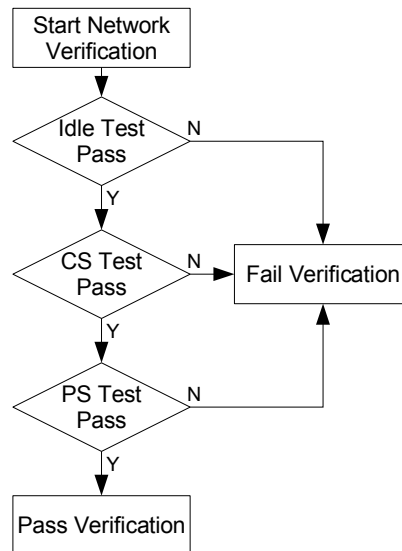 Start Network
Verification
Idle Test
Pass
N
Y
CS Test
Pass
N
Fail Verification
Y
PS Test
Pass
N
Y
Pass Verification